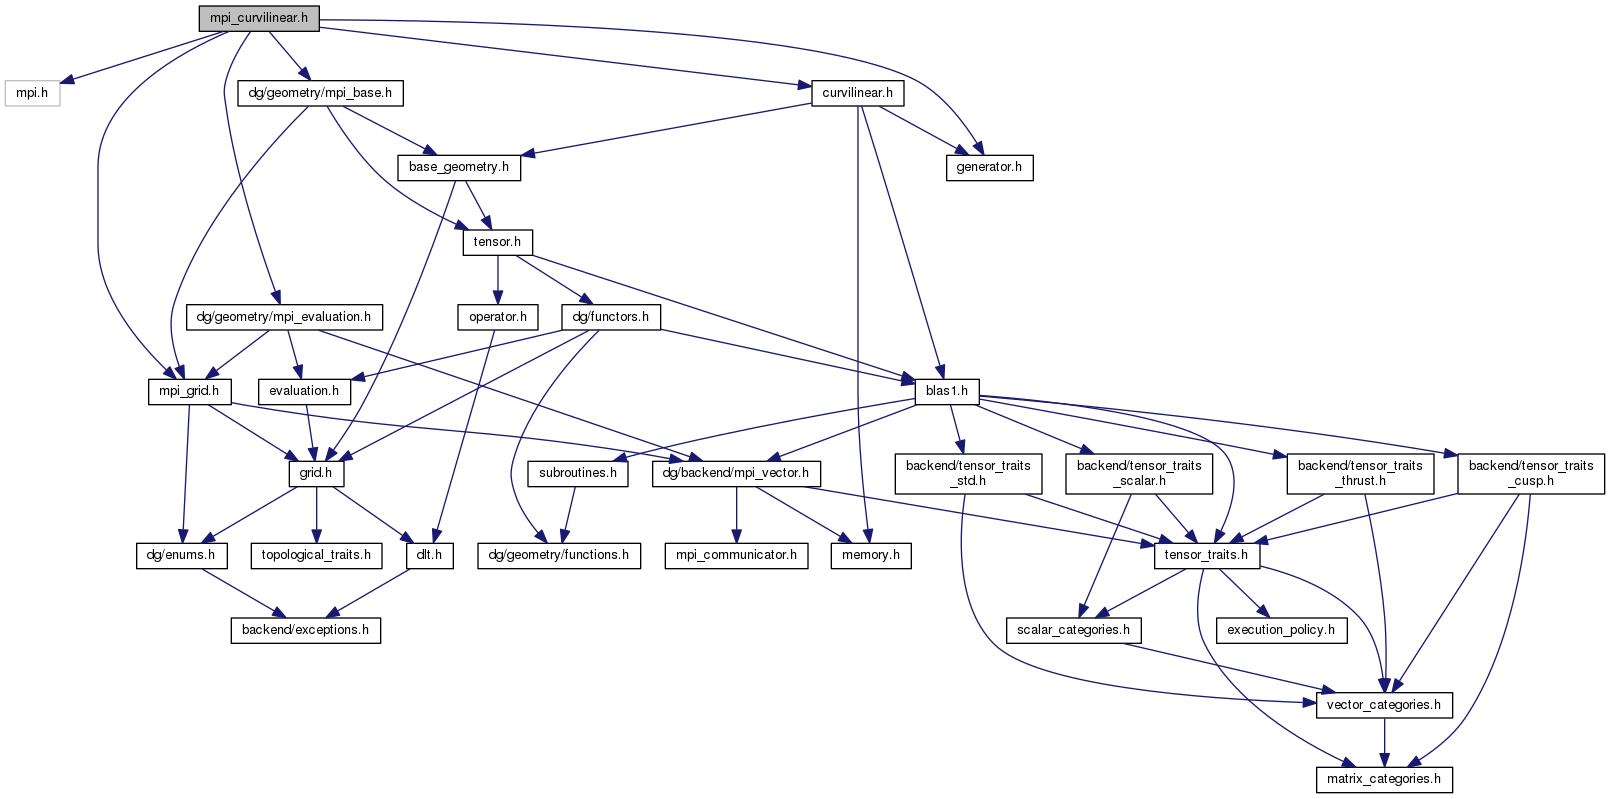 mpi_curvilinear.h
mpi.h
dg/geometry/mpi_base.h
curvilinear.h
base_geometry.h
generator.h
tensor.h
dg/geometry/mpi_evaluation.h
operator.h
dg/functors.h
mpi_grid.h
evaluation.h
blas1.h
grid.h
subroutines.h
dg/backend/mpi_vector.h
backend/tensor_traits
_std.h
backend/tensor_traits
_scalar.h
backend/tensor_traits
_thrust.h
backend/tensor_traits
_cusp.h
dg/enums.h
topological_traits.h
dlt.h
dg/geometry/functions.h
mpi_communicator.h
memory.h
tensor_traits.h
backend/exceptions.h
scalar_categories.h
execution_policy.h
vector_categories.h
matrix_categories.h